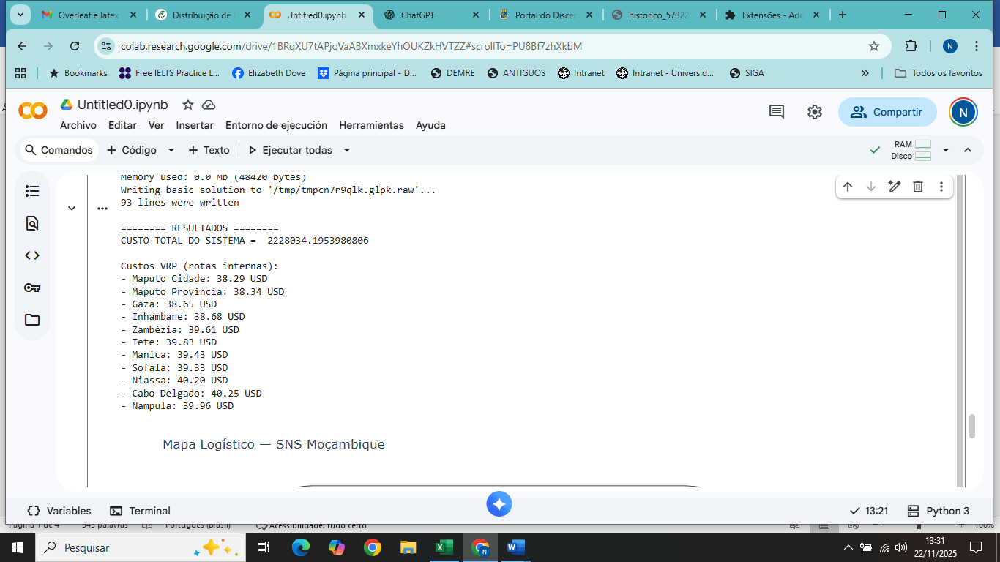 Overleaf e latex
Distribuição de
Untitled0.ipynb
ChatGPT
Portal do Discer
historico_57322
Extensões - Ado
colab.research.google.com/drive/1BRqXU7tAPjoVaABXmxkeYhOUKZkHVTZZ#scrollTo=PU8Bf7zhXkbM
N
Bookmarks
Free IELTS Practice L...
Elizabeth Dove
Página principal - D...
DEMRE
ANTIGUOS
Intranet
Intranet - Universid...
SIGA
Todos os favoritos
Untitled0.ipynb
Compartir
N
Archivo Editar Ver Insertar Entorno de ejecución Herramientas Ayuda
Comandos + Código + Texto Ejecutar todas
RAM
Disco
Memory used: 0.0 Mb (48420 bytes)
Writing basic solution to '/tmp/tmpcn7r9qlk.glpk.raw'...
93 lines were written
======== RESULTADOS ========
CUSTO TOTAL DO SISTEMA =  2228034.1953980806
Custos VRP (rotas internas):
- Maputo Cidade: 38.29 USD
- Maputo Provincia: 38.34 USD
- Gaza: 38.65 USD
- Inhambane: 38.68 USD
- Zambézia: 39.61 USD
- Tete: 39.83 USD
- Manica: 39.43 USD
- Sofala: 39.33 USD
- Niassa: 40.20 USD
- Cabo Delgado: 40.25 USD
- Nampula: 39.96 USD
Mapa Logístico — SNS Moçambique
Variables
Terminal
13:21
Python 3
Página 1 de 4
345 palavras
Português (Brasil)
Acessibilidade: tudo certo
100%
Pesquisar
13:31
22/11/2025